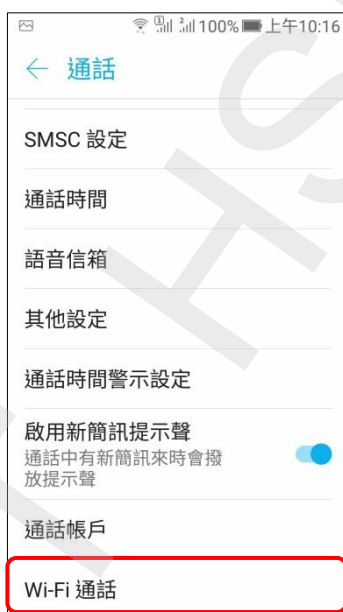 100% 上午10:16
← 通話
SMSC 設定
通話時間
語音信箱
其他設定
通話時間警示設定
啟用新簡訊提示聲
通話中有新簡訊來時會撥
放提示聲
通話帳戶
Wi-Fi 通話